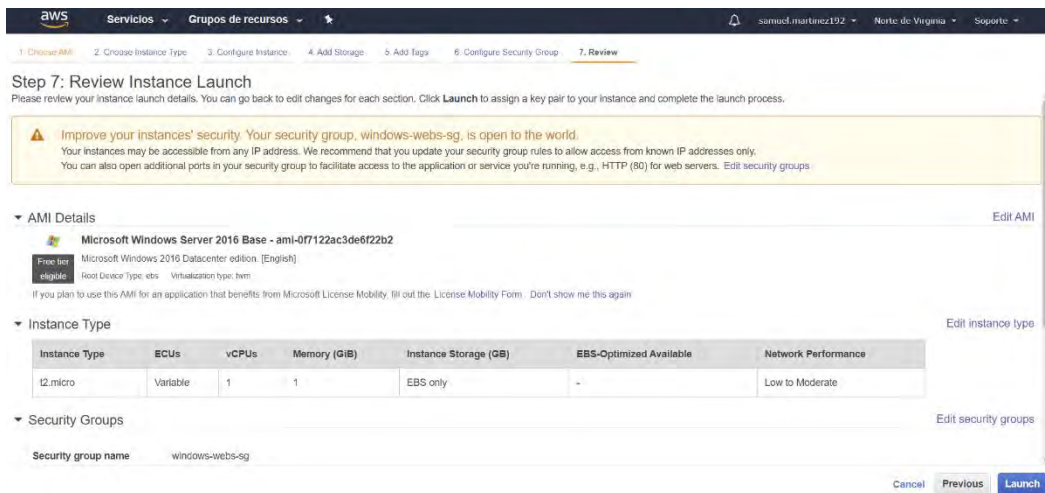 aws Servicios Grupos de recursos samuel.martinez192 Norte de Virginia Soporte
1. Choose AMI 2. Choose Instance Type 3. Configure Instance 4. Add Storage 5. Add Tags 6. Configure Security Group 7. Review
Step 7: Review Instance Launch
Please review your instance launch details. You can go back to edit changes for each section. Click Launch to assign a key pair to your instance and complete the launch process.
Improve your instances' security. Your security group, windows-webs-sg, is open to the world.
Your instances may be accessible from any IP address. We recommend that you update your security group rules to allow access from known IP addresses only.
You can also open additional ports in your security group to facilitate access to the application or service you're running, e.g., HTTP (80) for web servers. Edit security groups
AMI Details Edit AMI
Microsoft Windows Server 2016 Base - ami-0f7122ac3de6f22b2
Free tier eligible
Microsoft Windows 2016 Datacenter edition. [English]
Root Device Type: ebs Virtualization type: hvm
If you plan to use this AMI for an application that benefits from Microsoft License Mobility, fill out the License Mobility Form. Don't show me this again
Instance Type Edit instance type
Instance Type ECUs vCPUs Memory (GiB) Instance Storage (GB) EBS-Optimized Available Network Performance
t2.micro Variable 1 1 EBS only - Low to Moderate
Security Groups Edit security groups
Security group name windows-webs-sg
Cancel Previous Launch